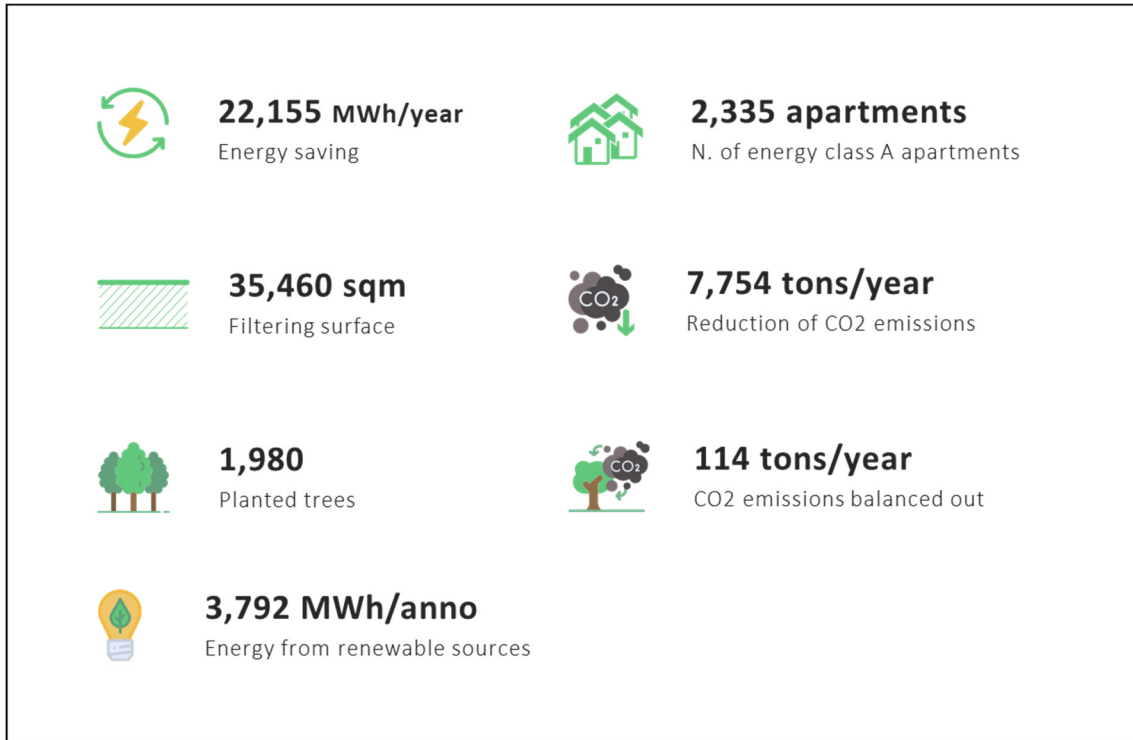 22,155 MWh/year
Energy saving
2,335 apartments
N. of energy class A apartments
35,460 sqm
Filtering surface
CO2
7,754 tons/year
Reduction of CO2 emissions
1,980
Planted trees
CO2
114 tons/year
CO2 emissions balanced out
3,792 MWh/anno
Energy from renewable sources